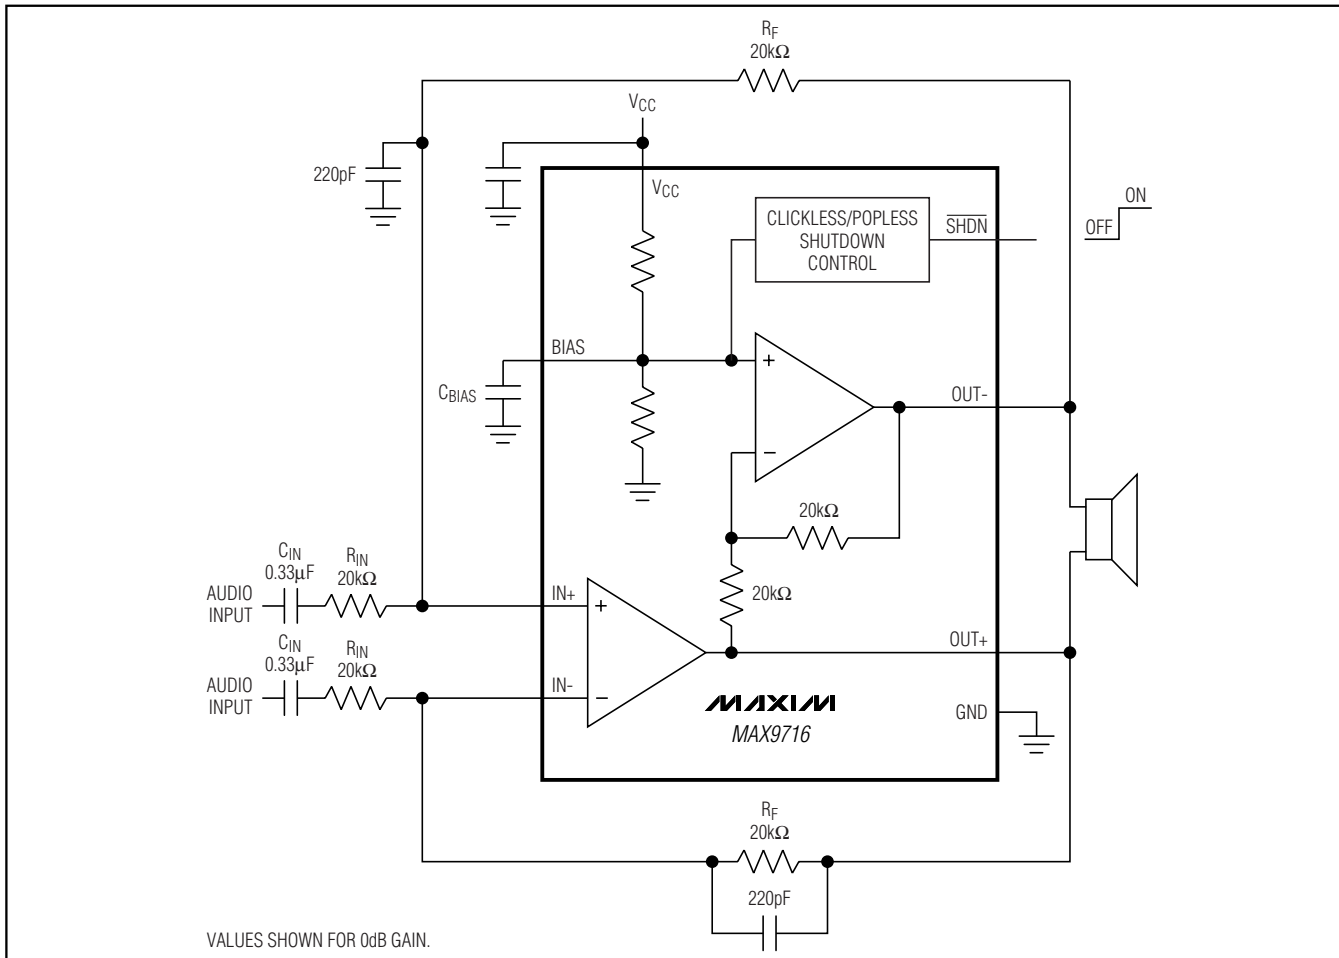 RF
20kΩ
VCC
220pF
VCC
CLICKLESS/POPLESS
SHUTDOWN
CONTROL
SHDN
OFF
ON
BIAS
CBIAS
+
OUT-
−
20kΩ
20kΩ
CIN
0.33µF
RIN
20kΩ
AUDIO
INPUT
IN+
+
OUT+
CIN
0.33µF
RIN
20kΩ
AUDIO
INPUT
IN-
−
MAXIM
MAX9716
GND
RF
20kΩ
220pF
VALUES SHOWN FOR 0dB GAIN.